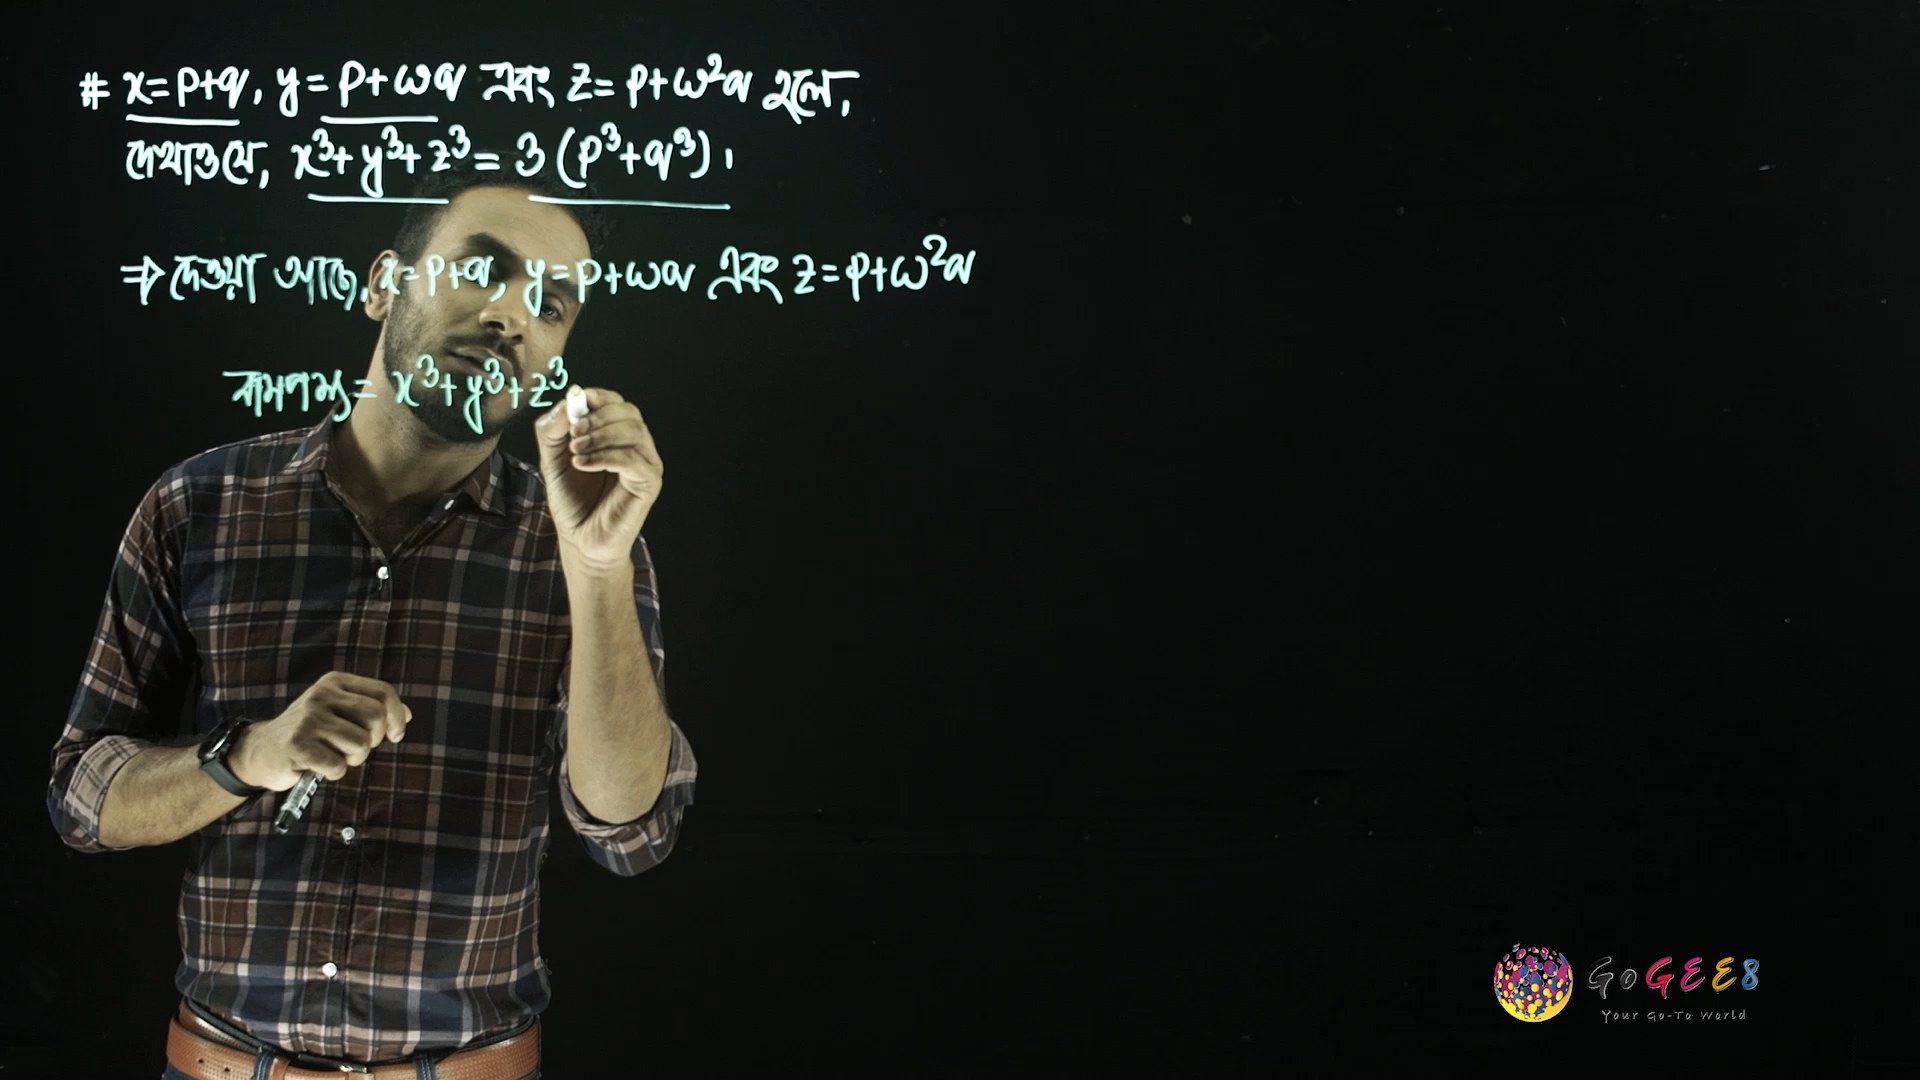 # x=p+q, y=p+ωq এবং z=p+ω²q হলে,
দেখাও যে, x³+y³+z³=3(p³+q³)।
⇒ দেওয়া আছে, x=p+q, y=p+ωq এবং z=p+ω²q
বামপক্ষ= x³+y³+z³
GoGEE8
Your Go-To World